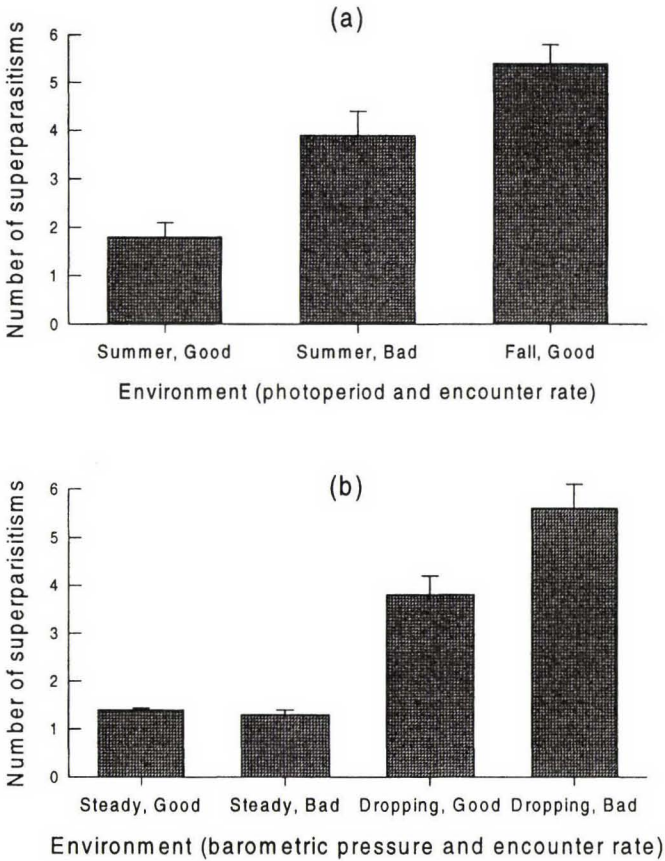 (a)
Number of superparasitisms
6
5
4
3
2
1
0
Summer, Good Summer, Bad Fall, Good
Environment (photoperiod and encounter rate)
(b)
Number of superparisitisms
6
5
4
3
2
1
0
Steady, Good Steady, Bad Dropping, Good Dropping, Bad
Environment (barometric pressure and encounter rate)